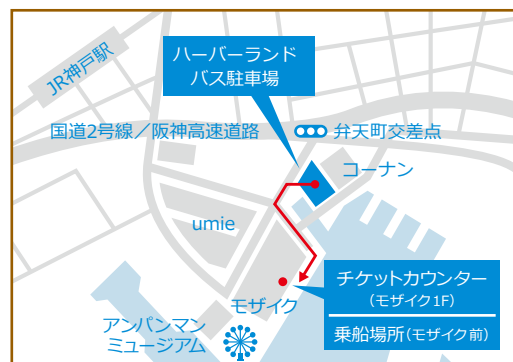 JR神戸駅
ハーバーランド
バス駐車場
国道2号線／阪神高速道路
弁天町交差点
コーナン
umie
モザイク
チケットカウンター
(モザイク1F)
乗船場所(モザイク前)
アンパンマン
ミュージアム